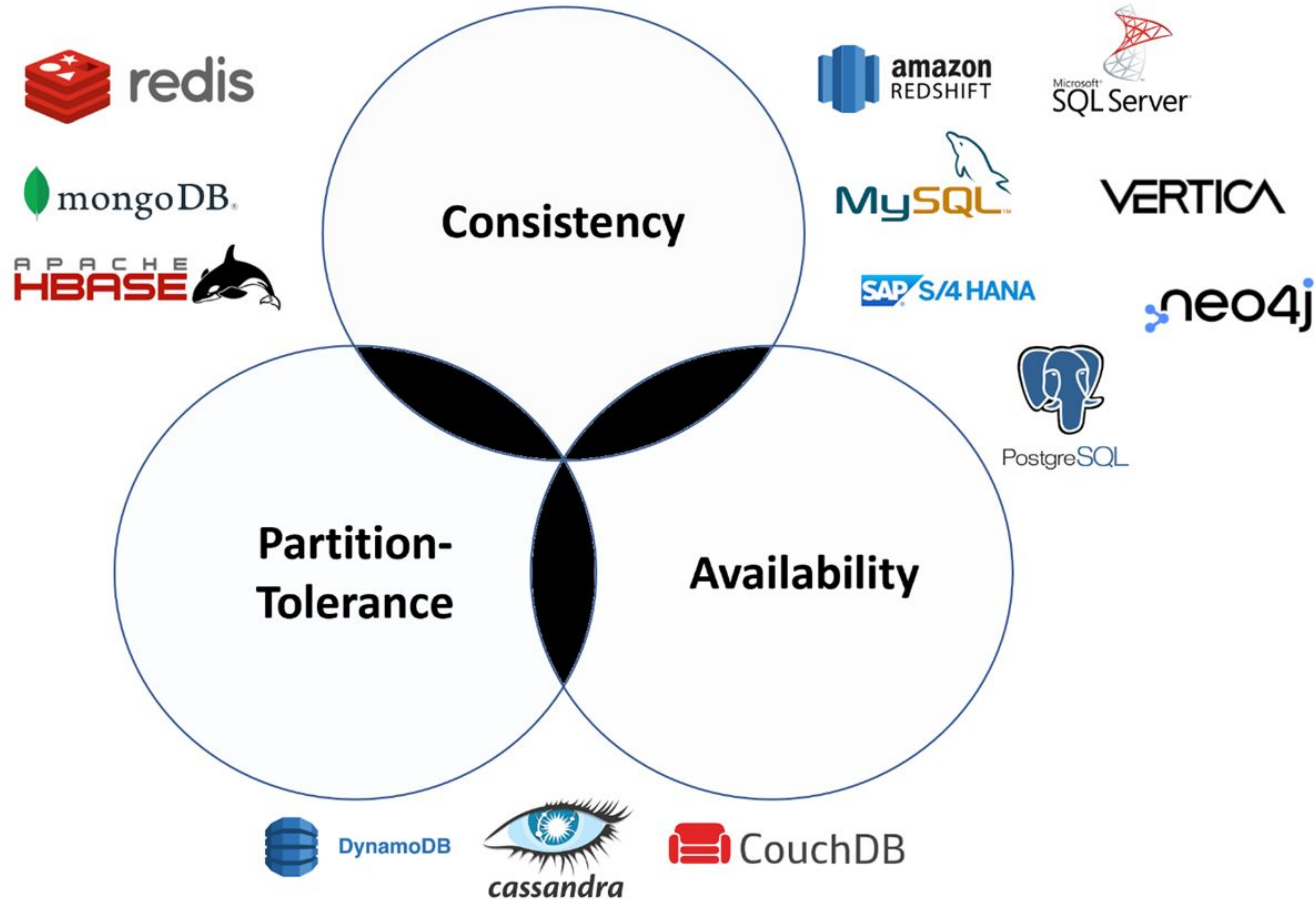 redis
mongoDB®
APACHE
HBASE
amazon
REDSHIFT
Microsoft®
SQL Server®
MySQL™
VERTICA
SAP S/4 HANA
neo4j
PostgreSQL
Consistency
Partition-
Tolerance
Availability
DynamoDB
cassandra
CouchDB